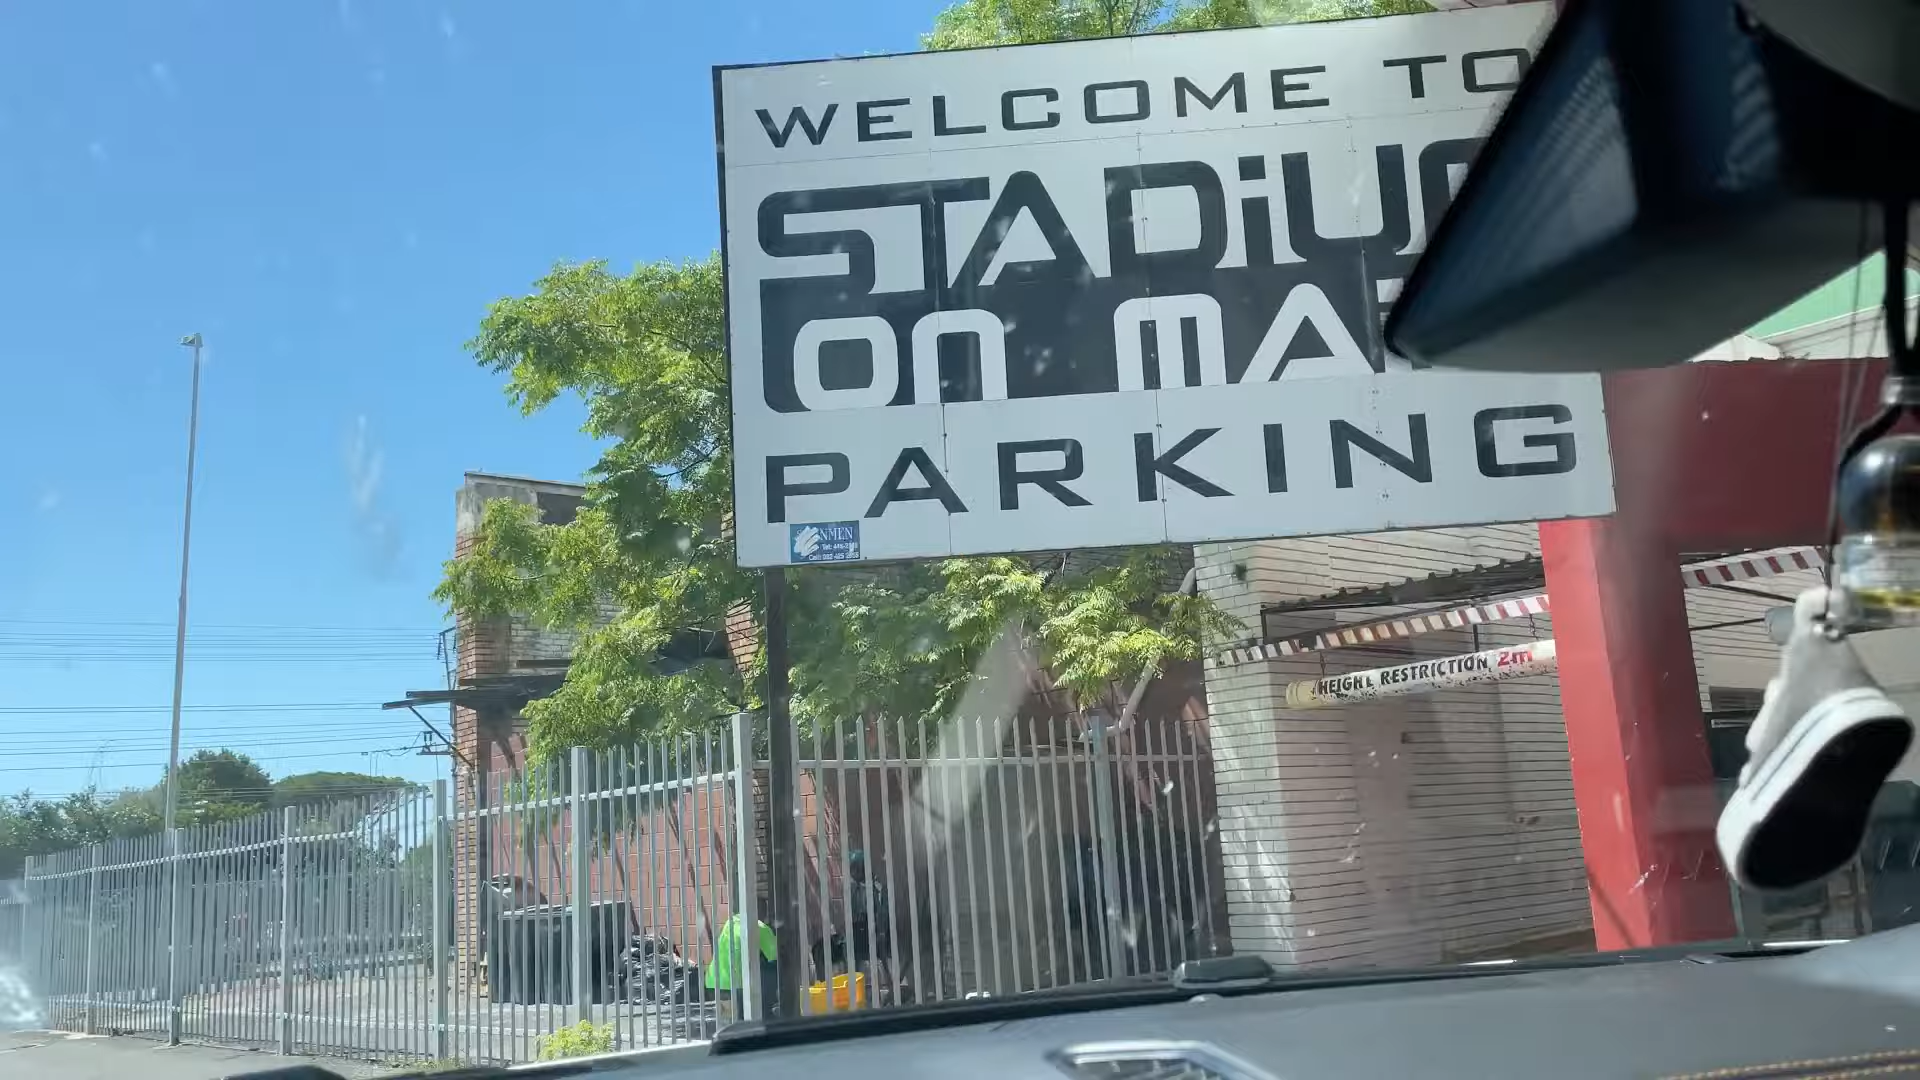 WELCOME TO
STADiU
On MA
PARKING
HEIGHT RESTRICTION 2m